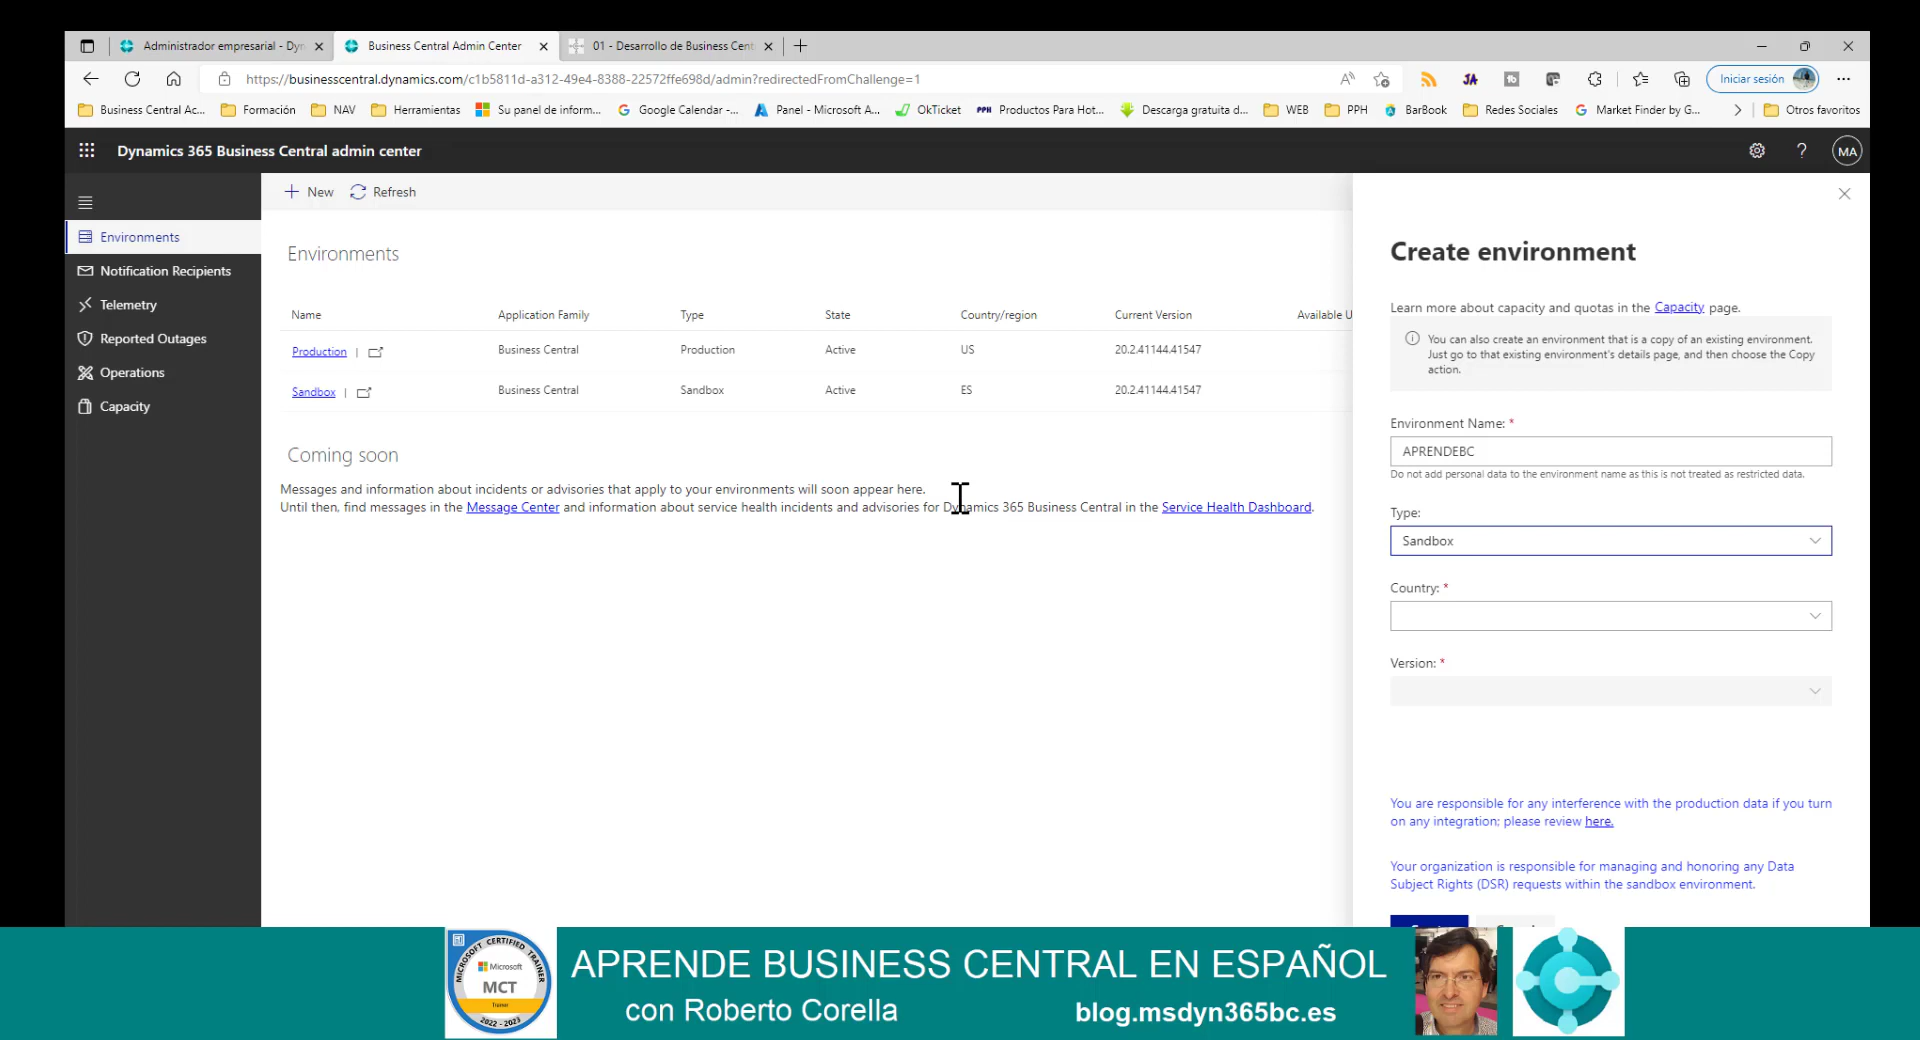 Administrador empresarial - Dyn
Business Central Admin Center
01 - Desarrollo de Business Cent
https://businesscentral.dynamics.com/c1b5811d-a312-49e4-8388-22572ffe698d/admin?redirectedFromChallenge=1
Iniciar sesión
Business Central Ac...
Formación
NAV
Herramientas
Su panel de inform...
Google Calendar -...
Panel - Microsoft A...
OkTicket
PPH
Productos Para Hot...
Descarga gratuita d...
WEB
PPH
BarBook
Redes Sociales
Market Finder by G...
Otros favoritos
Dynamics 365 Business Central admin center
MA
New
Refresh
Environments
Notification Recipients
Telemetry
Reported Outages
Operations
Capacity
Environments
Name Application Family Type State Country/region Current Version Available U
Production | Business Central Production Active US 20.2.41144.41547
Sandbox | Business Central Sandbox Active ES 20.2.41144.41547
Coming soon
Messages and information about incidents or advisories that apply to your environments will soon appear here.
Until then, find messages in the Message Center and information about service health incidents and advisories for Dynamics 365 Business Central in the Service Health Dashboard.
Create environment
Learn more about capacity and quotas in the Capacity page.
You can also create an environment that is a copy of an existing environment.
Just go to that existing environment's details page, and then choose the Copy
action.
Environment Name: *
APRENDEBC
Do not add personal data to the environment name as this is not treated as restricted data.
Type:
Sandbox
Country: *
Version: *
You are responsible for any interference with the production data if you turn
on any integration; please review here.
Your organization is responsible for managing and honoring any Data
Subject Rights (DSR) requests within the sandbox environment.
MICROSOFT CERTIFIED TRAINER
Microsoft
MCT
Trainer
2022 - 2023
APRENDE BUSINESS CENTRAL EN ESPAÑOL
con Roberto Corella
blog.msdyn365bc.es